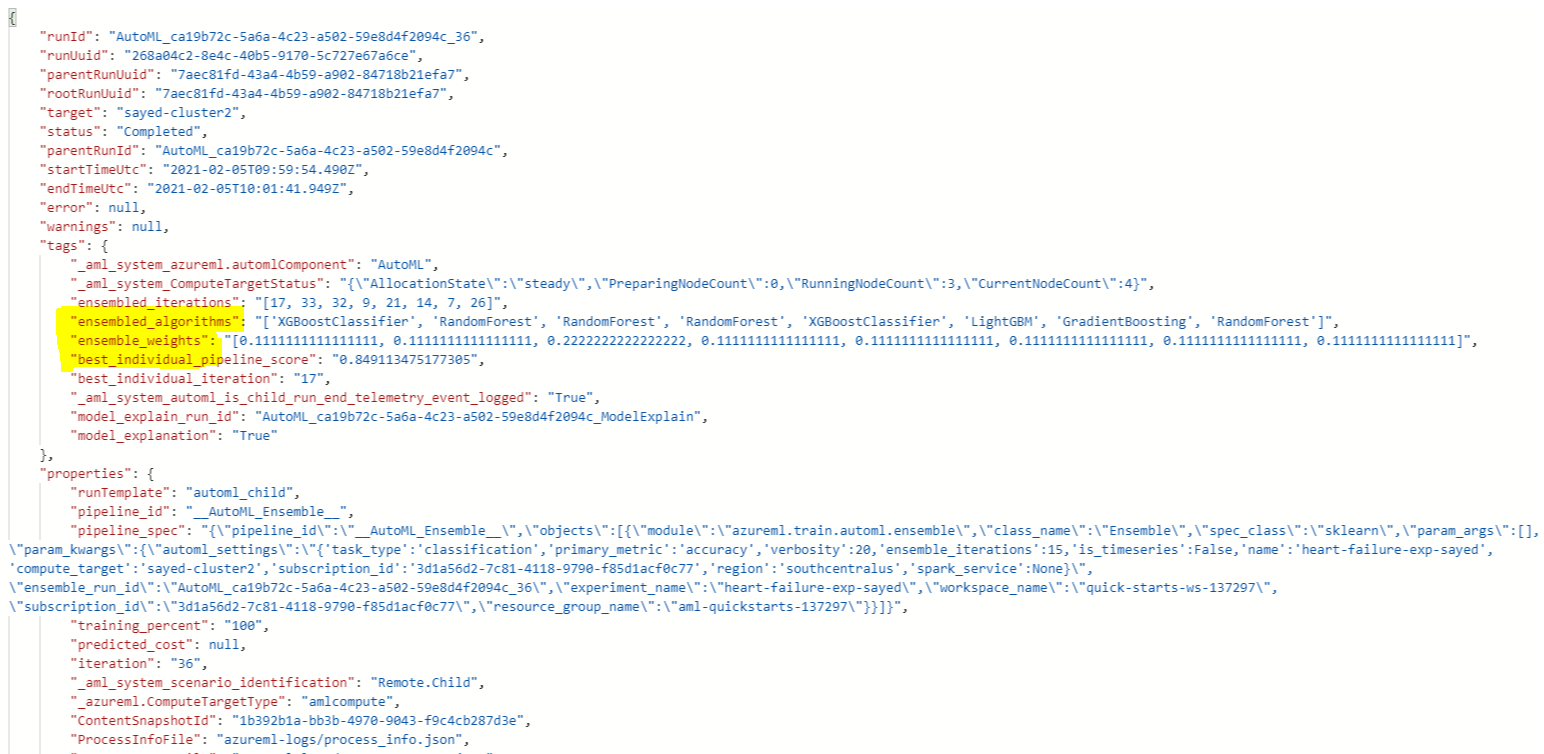 {
"runId": "AutoML_ca19b72c-5a6a-4c23-a502-59e8d4f2094c_36",
"runUuid": "268a04c2-8e4c-40b5-9170-5c727e67a6ce",
"parentRunUuid": "7aec81fd-43a4-4b59-a902-84718b21efa7",
"rootRunUuid": "7aec81fd-43a4-4b59-a902-84718b21efa7",
"target": "sayed-cluster2",
"status": "Completed",
"parentRunId": "AutoML_ca19b72c-5a6a-4c23-a502-59e8d4f2094c",
"startTimeUtc": "2021-02-05T09:59:54.490Z",
"endTimeUtc": "2021-02-05T10:01:41.949Z",
"error": null,
"warnings": null,
"tags": {
"_aml_system_azureml.automlComponent": "AutoML",
"_aml_system_ComputeTargetStatus": "{\"AllocationState\":\"steady\",\"PreparingNodeCount\":0,\"RunningNodeCount\":3,\"CurrentNodeCount\":4}",
"ensembled_iterations": "[17, 33, 32, 9, 21, 14, 7, 26]",
"ensembled_algorithms": "['XGBoostClassifier', 'RandomForest', 'RandomForest', 'RandomForest', 'XGBoostClassifier', 'LightGBM', 'GradientBoosting', 'RandomForest']",
"ensemble_weights": "[0.1111111111111111, 0.1111111111111111, 0.2222222222222222, 0.1111111111111111, 0.1111111111111111, 0.1111111111111111, 0.1111111111111111, 0.1111111111111111]",
"best_individual_pipeline_score": "0.849113475177305",
"best_individual_iteration": "17",
"_aml_system_automl_is_child_run_end_telemetry_event_logged": "True",
"model_explain_run_id": "AutoML_ca19b72c-5a6a-4c23-a502-59e8d4f2094c_ModelExplain",
"model_explanation": "True"
},
"properties": {
"runTemplate": "automl_child",
"pipeline_id": "__AutoML_Ensemble__",
"pipeline_spec": "{\"pipeline_id\":\"__AutoML_Ensemble__\",\"objects\":[{\"module\":\"azureml.train.automl.ensemble\",\"class_name\":\"Ensemble\",\"spec_class\":\"sklearn\",\"param_args\":[],
\"param_kwargs\":{\"automl_settings\":\"{'task_type':'classification','primary_metric':'accuracy','verbosity':20,'ensemble_iterations':15,'is_timeseries':False,'name':'heart-failure-exp-sayed',
'compute_target':'sayed-cluster2','subscription_id':'3d1a56d2-7c81-4118-9790-f85d1acf0c77','region':'southcentralus','spark_service':None}\",
\"ensemble_run_id\":\"AutoML_ca19b72c-5a6a-4c23-a502-59e8d4f2094c_36\",\"experiment_name\":\"heart-failure-exp-sayed\",\"workspace_name\":\"quick-starts-ws-137297\",
\"subscription_id\":\"3d1a56d2-7c81-4118-9790-f85d1acf0c77\",\"resource_group_name\":\"aml-quickstarts-137297\"}}]}",
"training_percent": "100",
"predicted_cost": null,
"iteration": "36",
"_aml_system_scenario_identification": "Remote.Child",
"_azureml.ComputeTargetType": "amlcompute",
"ContentSnapshotId": "1b392b1a-bb3b-4970-9043-f9c4cb287d3e",
"ProcessInfoFile": "azureml-logs/process_info.json",